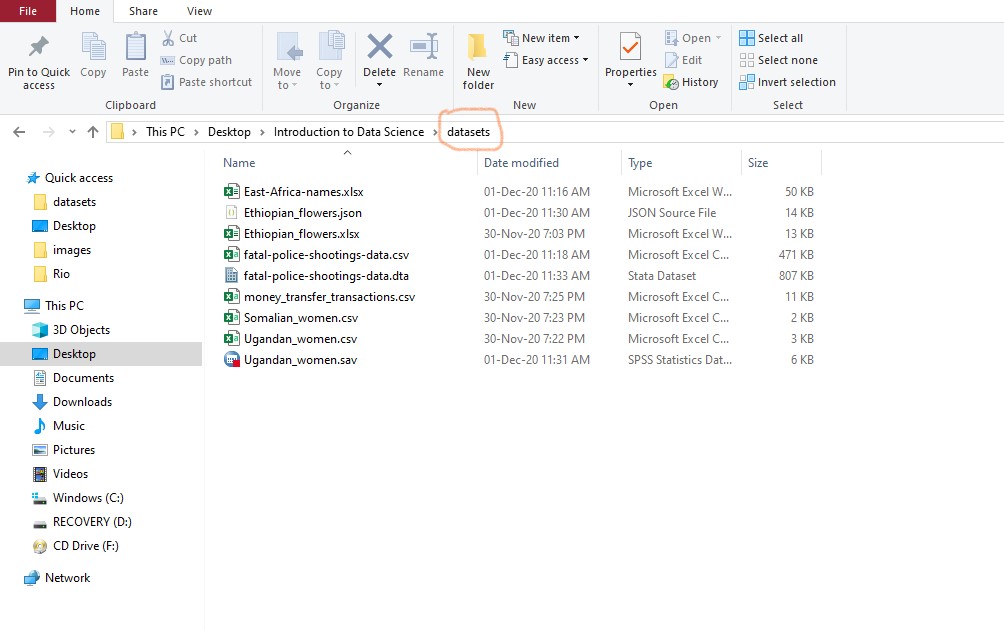 File Home Share View
Pin to Quick access
Copy
Paste
Cut
Copy path
Paste shortcut
Clipboard
Move to
Copy to
Delete
Rename
Organize
New folder
New item
Easy access
New
Properties
Open
Edit
History
Open
Select all
Select none
Invert selection
Select
This PC Desktop Introduction to Data Science datasets
Quick access
datasets
Desktop
images
Rio
This PC
3D Objects
Desktop
Documents
Downloads
Music
Pictures
Videos
Windows (C:)
RECOVERY (D:)
CD Drive (F:)
Network
Name Date modified Type Size
East-Africa-names.xlsx 01-Dec-20 11:16 AM Microsoft Excel W... 50 KB
Ethiopian_flowers.json 01-Dec-20 11:30 AM JSON Source File 14 KB
Ethiopian_flowers.xlsx 30-Nov-20 7:03 PM Microsoft Excel W... 13 KB
fatal-police-shootings-data.csv 01-Dec-20 11:18 AM Microsoft Excel C... 471 KB
fatal-police-shootings-data.dta 01-Dec-20 11:33 AM Stata Dataset 807 KB
money_transfer_transactions.csv 30-Nov-20 7:25 PM Microsoft Excel C... 11 KB
Somalian_women.csv 30-Nov-20 7:23 PM Microsoft Excel C... 2 KB
Ugandan_women.csv 30-Nov-20 7:22 PM Microsoft Excel C... 3 KB
Ugandan_women.sav 01-Dec-20 11:31 AM SPSS Statistics Dat... 6 KB